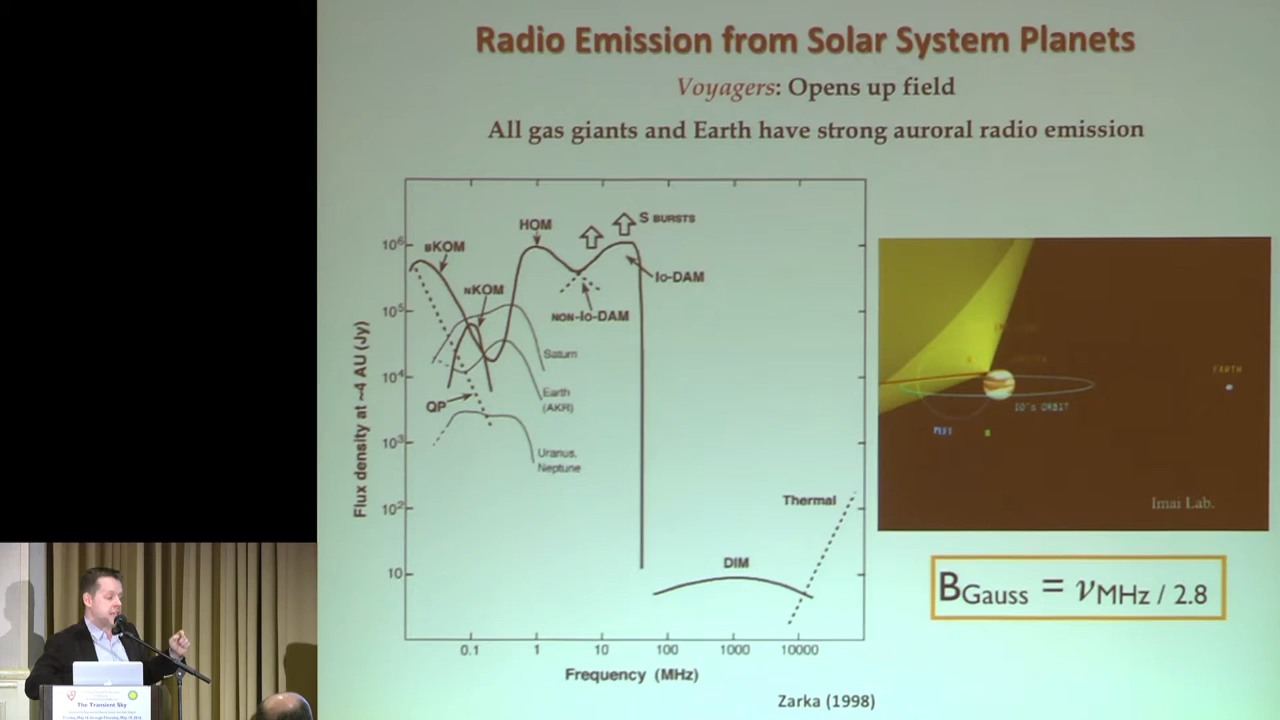 Radio Emission from Solar System Planets
Voyagers: Opens up field
All gas giants and Earth have strong auroral radio emission
S BURSTS
HOM
BKOM
10⁶
Io-DAM
NKOM
NON-Io-DAM
10⁵
Saturn
10⁴
Earth
(AKR)
QP
10³
Uranus,
Neptune
10²
Thermal
DIM
10
Flux density at ~4 AU (Jy)
0.1 1 10 100 1000 10000
Frequency (MHz)
Zarka (1998)
EARTH
IO'S ORBIT
Imai Lab.
B Gauss = ν MHz / 2.8
The Transient Sky